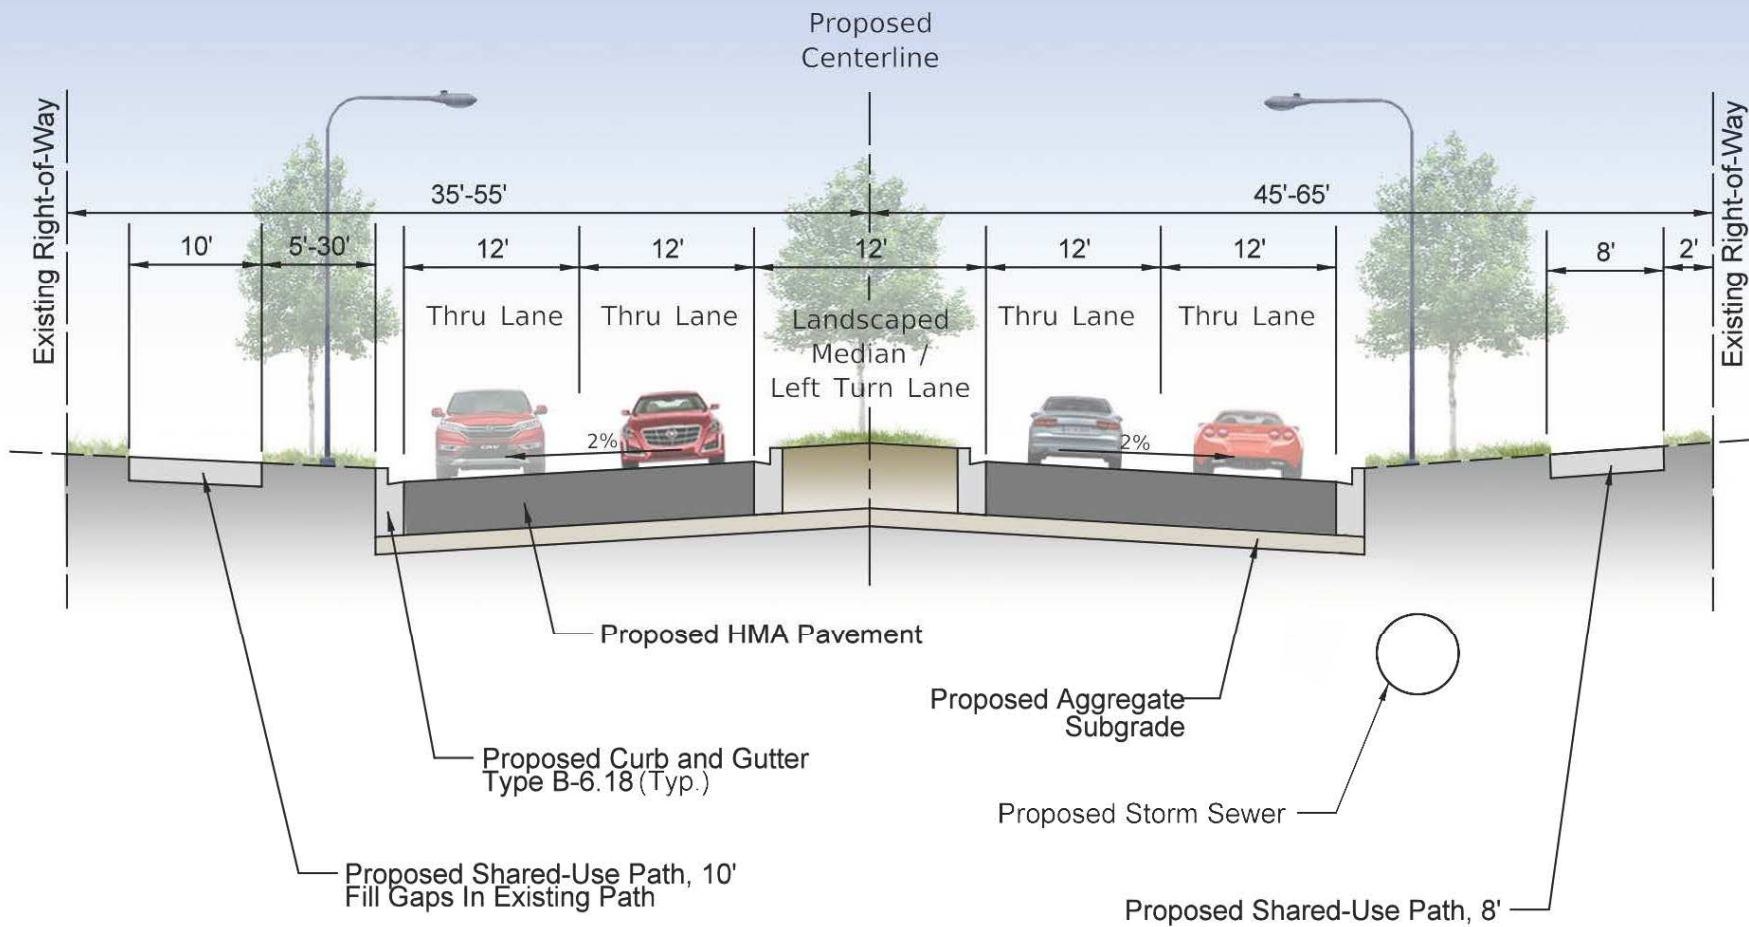 Proposed
Centerline
Existing Right-of-Way
Existing Right-of-Way
35'-55'
45'-65'
10'
5'-30'
12'
12'
12'
12'
12'
8'
2'
Thru Lane
Thru Lane
Landscaped
Median /
Left Turn Lane
Thru Lane
Thru Lane
2%
2%
Proposed HMA Pavement
Proposed Aggregate
Subgrade
Proposed Curb and Gutter
Type B-6.18 (Typ.)
Proposed Storm Sewer
Proposed Shared-Use Path, 10'
Fill Gaps In Existing Path
Proposed Shared-Use Path, 8'